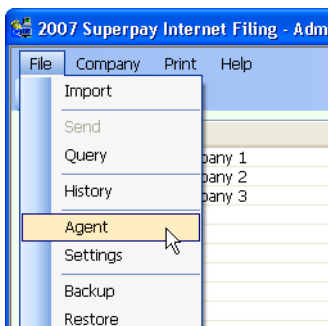 2007 Superpay Internet Filing - Adm
File Company Print Help
Import
Send
Query
pany 1
pany 2
History
pany 3
Agent
Settings
Backup
Restore